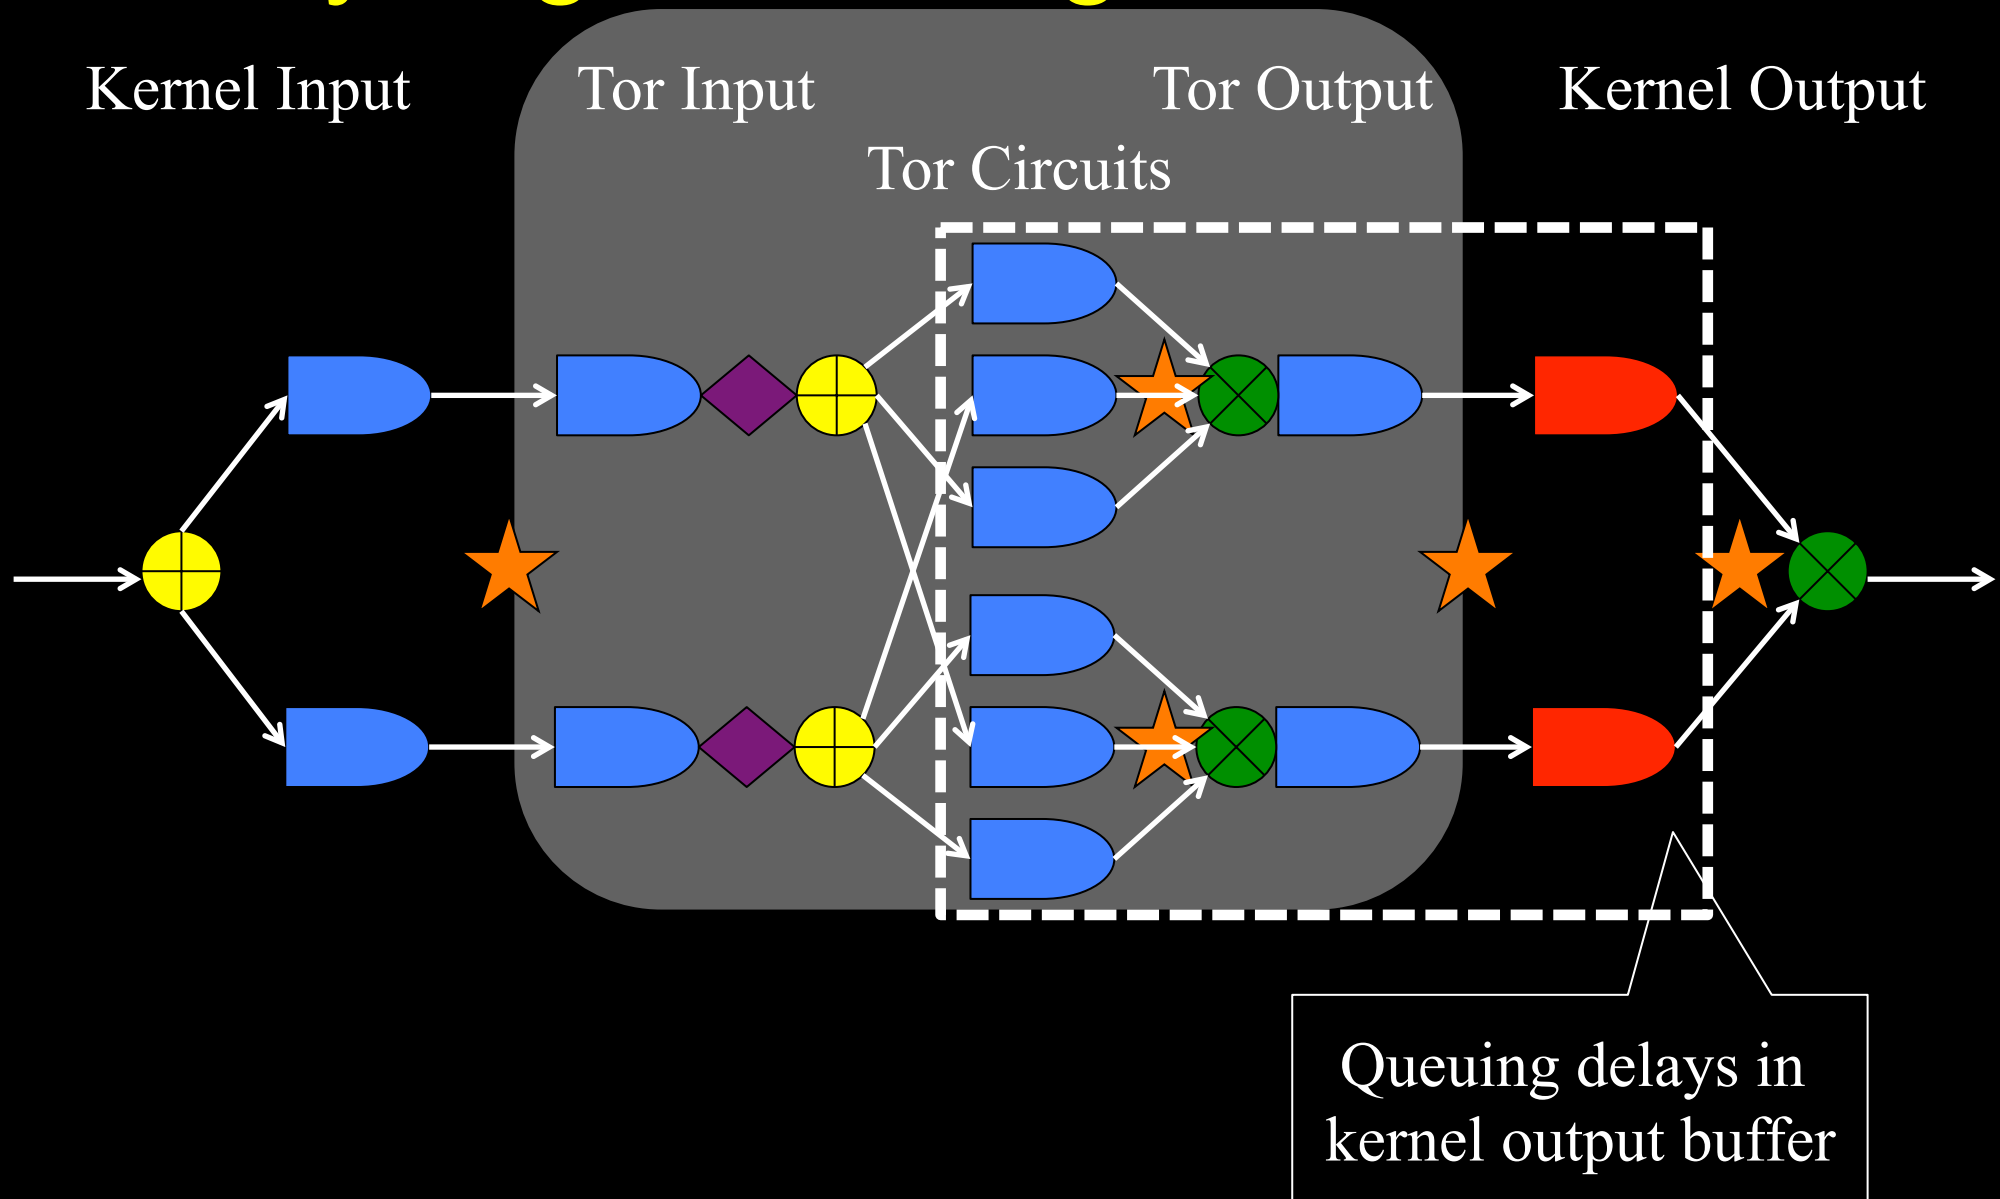 Kernel Input
Tor Input
Tor Output
Kernel Output
Tor Circuits
Queuing delays in
kernel output buffer